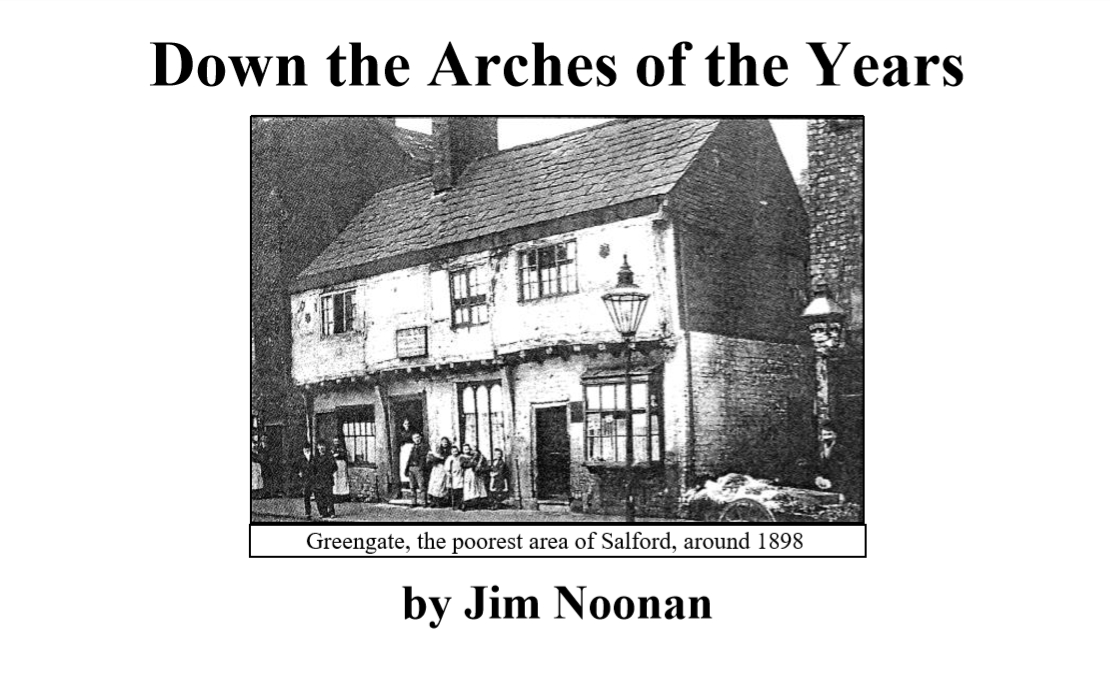 Down the Arches of the Years
Greengate, the poorest area of Salford, around 1898
by Jim Noonan